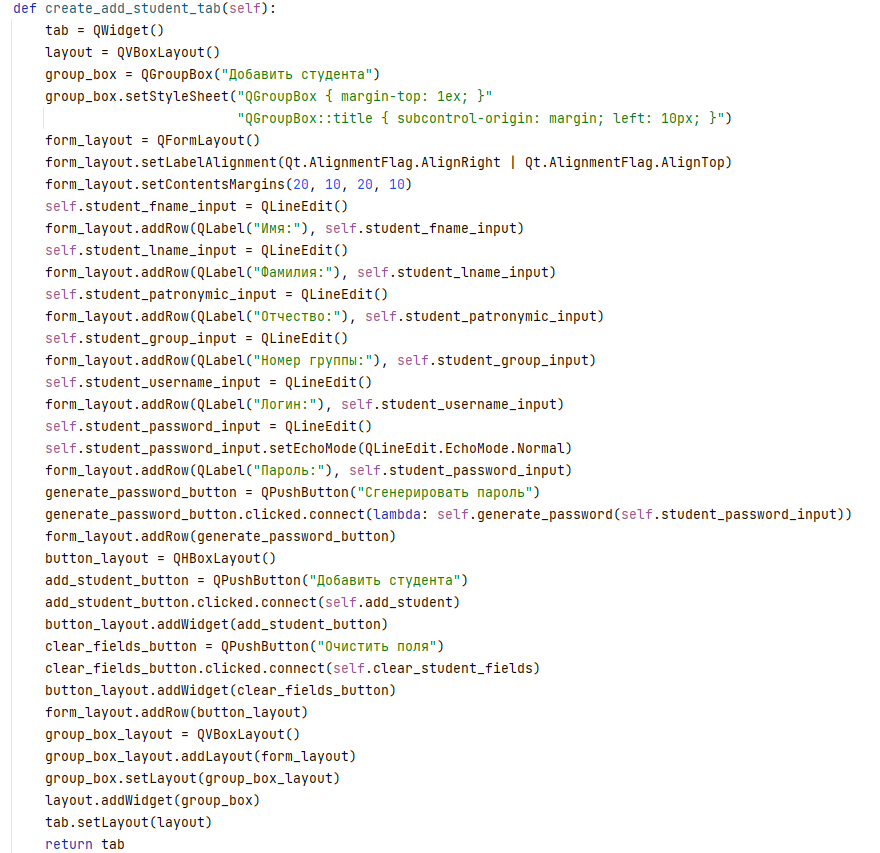 def create_add_student_tab(self):
    tab = QWidget()
    layout = QVBoxLayout()
    group_box = QGroupBox("Добавить студента")
    group_box.setStyleSheet("QGroupBox { margin-top: 1ex; }"
                            "QGroupBox::title { subcontrol-origin: margin; left: 10px; }")
    form_layout = QFormLayout()
    form_layout.setLabelAlignment(Qt.AlignmentFlag.AlignRight | Qt.AlignmentFlag.AlignTop)
    form_layout.setContentsMargins(20, 10, 20, 10)
    self.student_fname_input = QLineEdit()
    form_layout.addRow(QLabel("Имя:"), self.student_fname_input)
    self.student_lname_input = QLineEdit()
    form_layout.addRow(QLabel("Фамилия:"), self.student_lname_input)
    self.student_patronymic_input = QLineEdit()
    form_layout.addRow(QLabel("Отчество:"), self.student_patronymic_input)
    self.student_group_input = QLineEdit()
    form_layout.addRow(QLabel("Номер группы:"), self.student_group_input)
    self.student_username_input = QLineEdit()
    form_layout.addRow(QLabel("Логин:"), self.student_username_input)
    self.student_password_input = QLineEdit()
    self.student_password_input.setEchoMode(QLineEdit.EchoMode.Normal)
    form_layout.addRow(QLabel("Пароль:"), self.student_password_input)
    generate_password_button = QPushButton("Сгенерировать пароль")
    generate_password_button.clicked.connect(lambda: self.generate_password(self.student_password_input))
    form_layout.addRow(generate_password_button)
    button_layout = QHBoxLayout()
    add_student_button = QPushButton("Добавить студента")
    add_student_button.clicked.connect(self.add_student)
    button_layout.addWidget(add_student_button)
    clear_fields_button = QPushButton("Очистить поля")
    clear_fields_button.clicked.connect(self.clear_student_fields)
    button_layout.addWidget(clear_fields_button)
    form_layout.addRow(button_layout)
    group_box_layout = QVBoxLayout()
    group_box_layout.addLayout(form_layout)
    group_box.setLayout(group_box_layout)
    layout.addWidget(group_box)
    tab.setLayout(layout)
    return tab